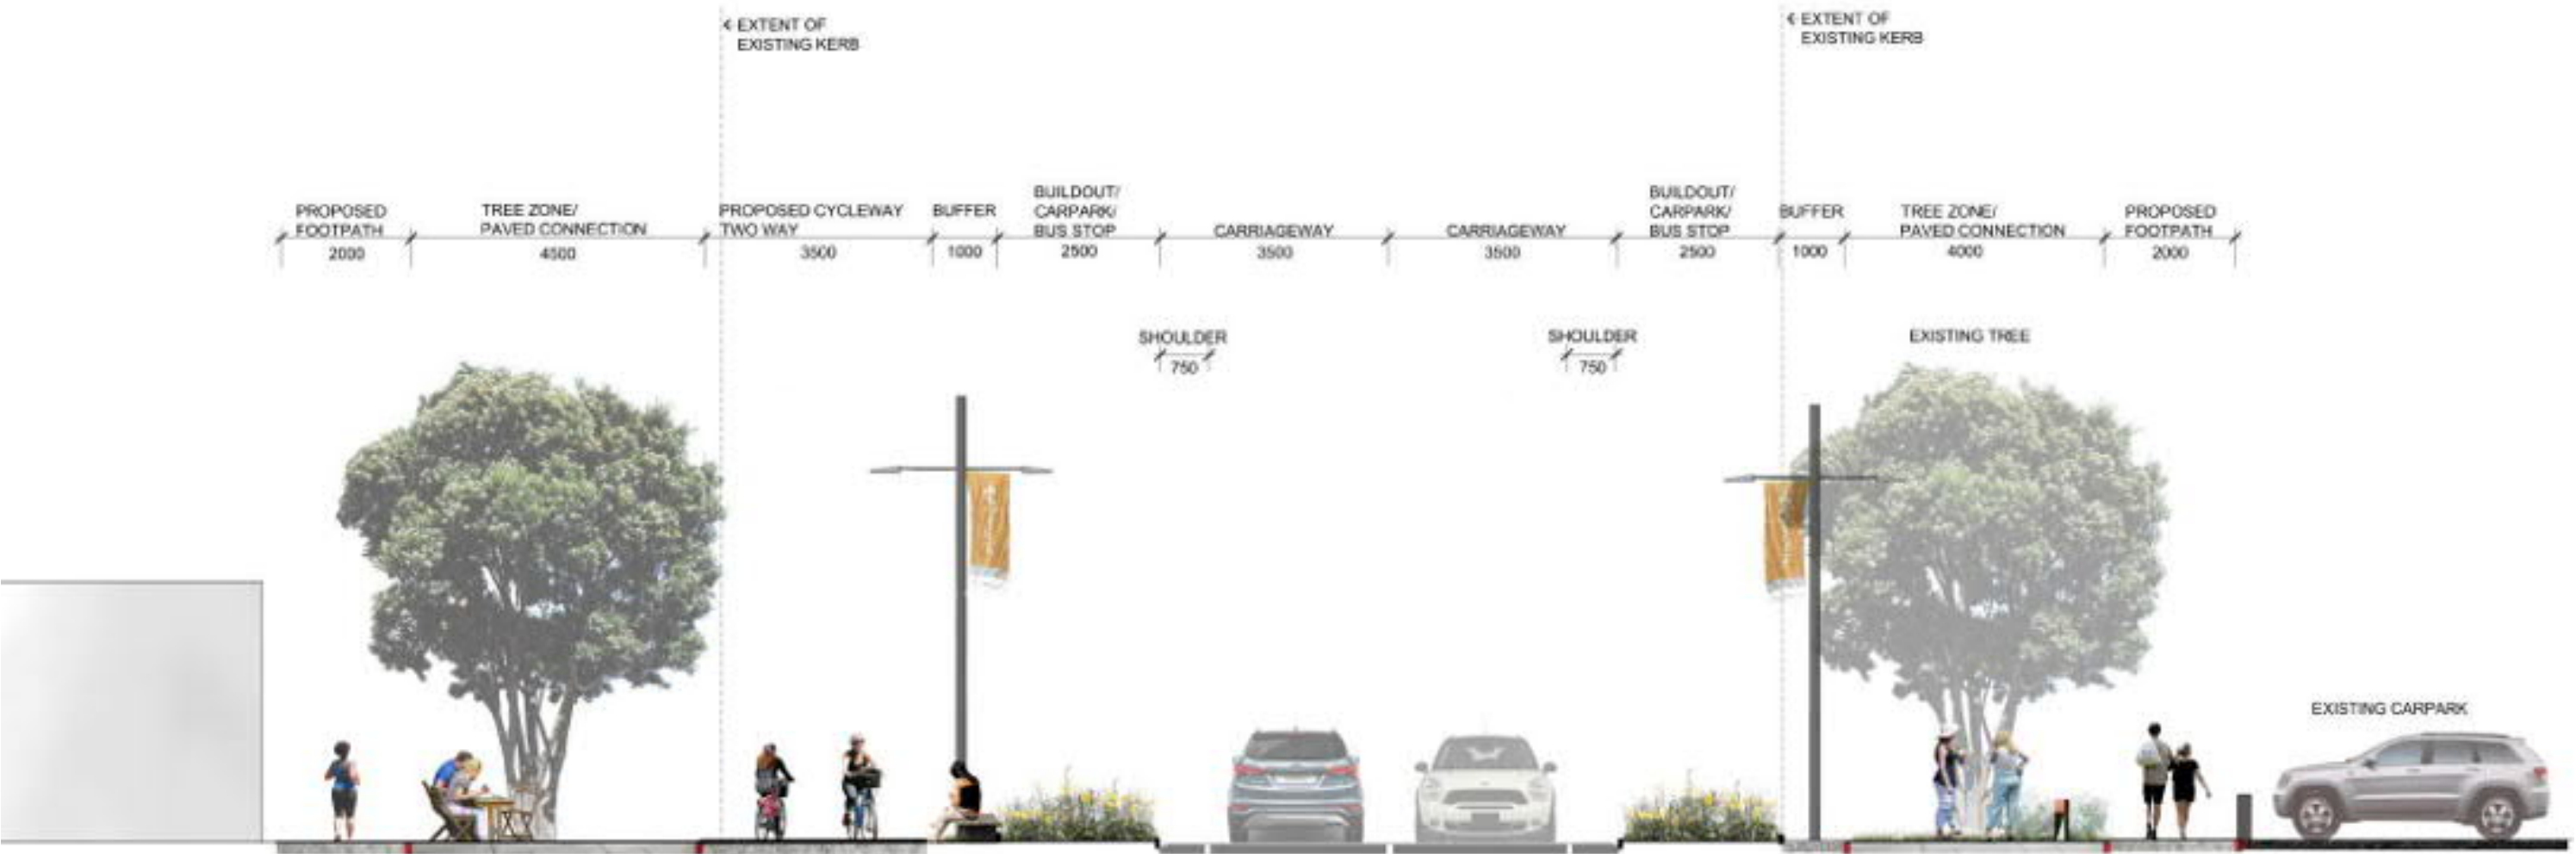 < EXTENT OF
EXISTING KERB
< EXTENT OF
EXISTING KERB
PROPOSED
FOOTPATH
2000
TREE ZONE/
PAVED CONNECTION
4500
PROPOSED CYCLEWAY
TWO WAY
3500
BUFFER
1000
BUILDOUT/
CARPARK/
BUS STOP
2500
CARRIAGEWAY
3500
CARRIAGEWAY
3500
BUILDOUT/
CARPARK/
BUS STOP
2500
BUFFER
1000
TREE ZONE/
PAVED CONNECTION
4000
PROPOSED
FOOTPATH
2000
SHOULDER
750
SHOULDER
750
EXISTING TREE
EXISTING CARPARK